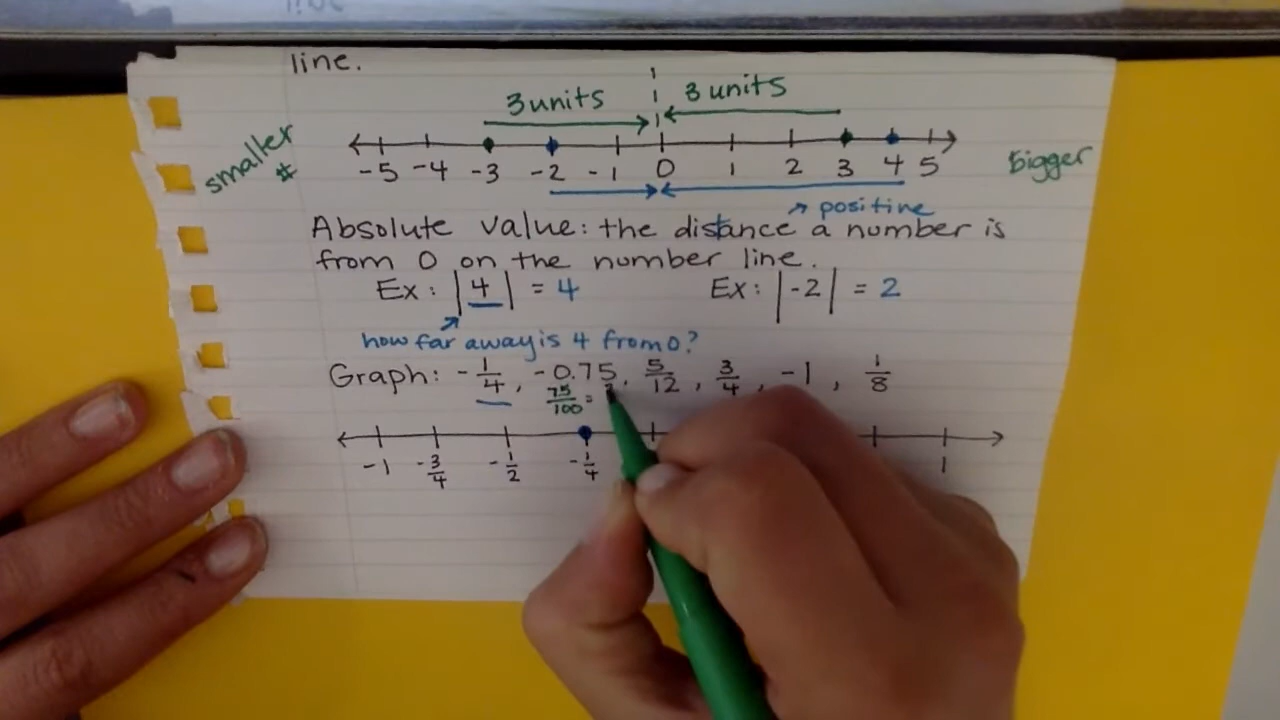 line.
3 units 3 units
smaller #
-5 -4 -3 -2 -1 0 1 2 3 4 5
bigger
↗ positive
Absolute value: the distance a number is
from 0 on the number line.
Ex: |4| = 4 Ex: |-2| = 2
how far away is 4 from 0?
Graph: -1/4, -0.75, 5/12, 3/4, -1, 1/8
75/100 =
-1 -3/4 -1/2 -1/4 1